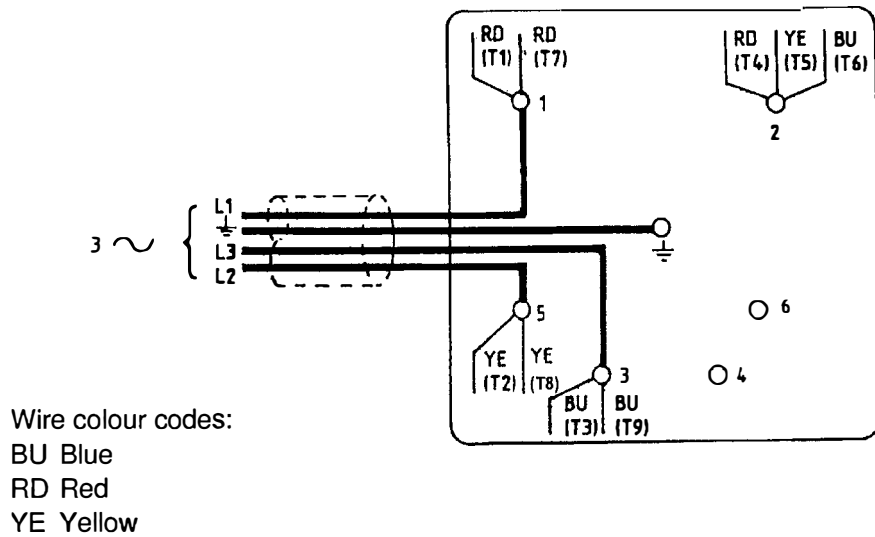 RD RD RD YE BU
(T1) (T7) (T4) (T5) (T6)
1
2
L1
3 L3
L2
6
5
YE YE
(T2) (T8)
3 4
BU BU
(T3) (T9)
Wire colour codes:
BU Blue
RD Red
YE Yellow